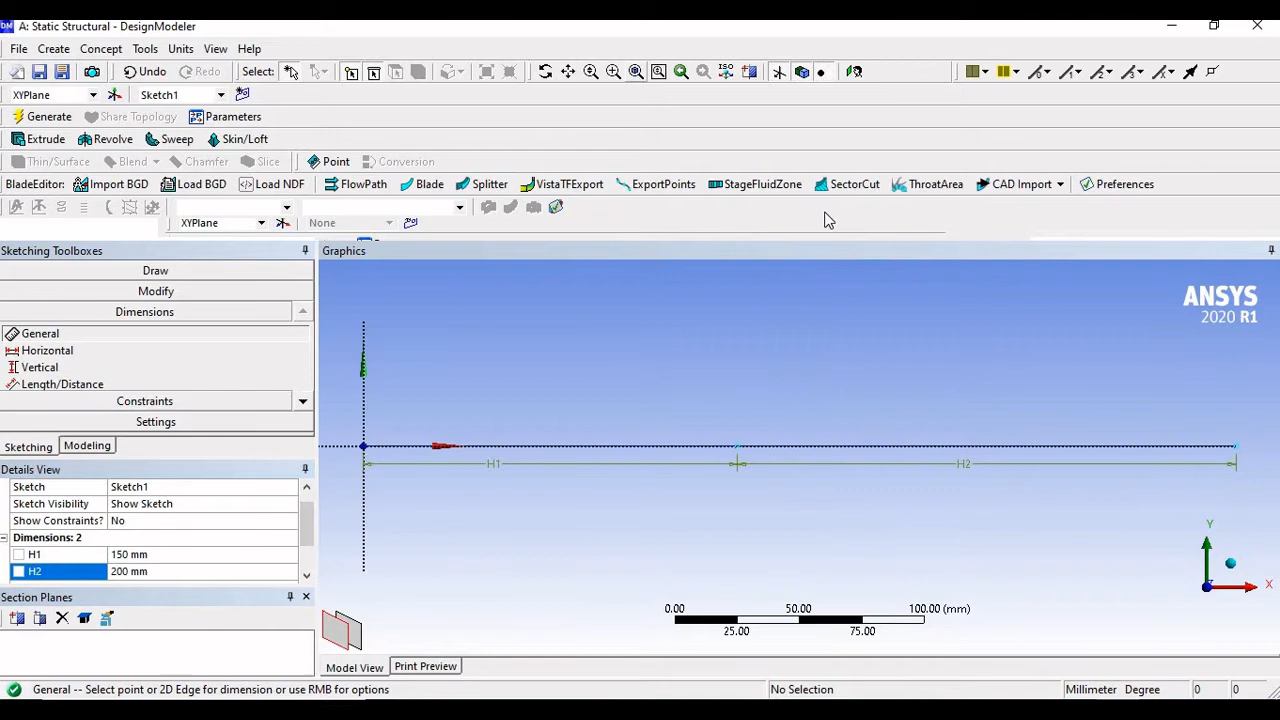 DM A: Static Structural - DesignModeler
File Create Concept Tools Units View Help
Undo Redo Select: ISO
XYPlane Sketch1
Generate Share Topology Parameters
Extrude Revolve Sweep Skin/Loft
Thin/Surface Blend Chamfer Slice Point Conversion
BladeEditor: Import BGD Load BGD Load NDF FlowPath Blade Splitter VistaTFExport ExportPoints StageFluidZone SectorCut ThroatArea CAD Import Preferences
XYPlane None
Sketching Toolboxes
Draw
Modify
Dimensions
General
Horizontal
Vertical
Length/Distance
Constraints
Settings
Sketching Modeling
Details View
Sketch Sketch1
Sketch Visibility Show Sketch
Show Constraints? No
Dimensions: 2
H1 150 mm
H2 200 mm
Section Planes
Graphics
ANSYS
2020 R1
H1 H2
Y
X
0.00 50.00 100.00 (mm)
25.00 75.00
Model View Print Preview
General -- Select point or 2D Edge for dimension or use RMB for options No Selection Millimeter Degree 0 0